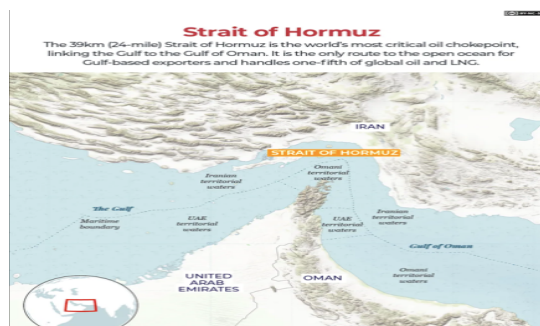 Strait of Hormuz
The 39km (24-mile) Strait of Hormuz is the world's most critical oil chokepoint,
linking the Gulf to the Gulf of Oman. It is the only route to the open ocean for
Gulf-based exporters and handles one-fifth of global oil and LNG.
IRAN
STRAIT OF HORMUZ
Omani
territorial
waters
Iranian
territorial
waters
The Gulf
Maritime
boundary
UAE
territorial
waters
UAE
territorial
waters
Iranian
territorial
waters
Gulf of Oman
UNITED
ARAB
EMIRATES
OMAN
Omani
territorial
waters